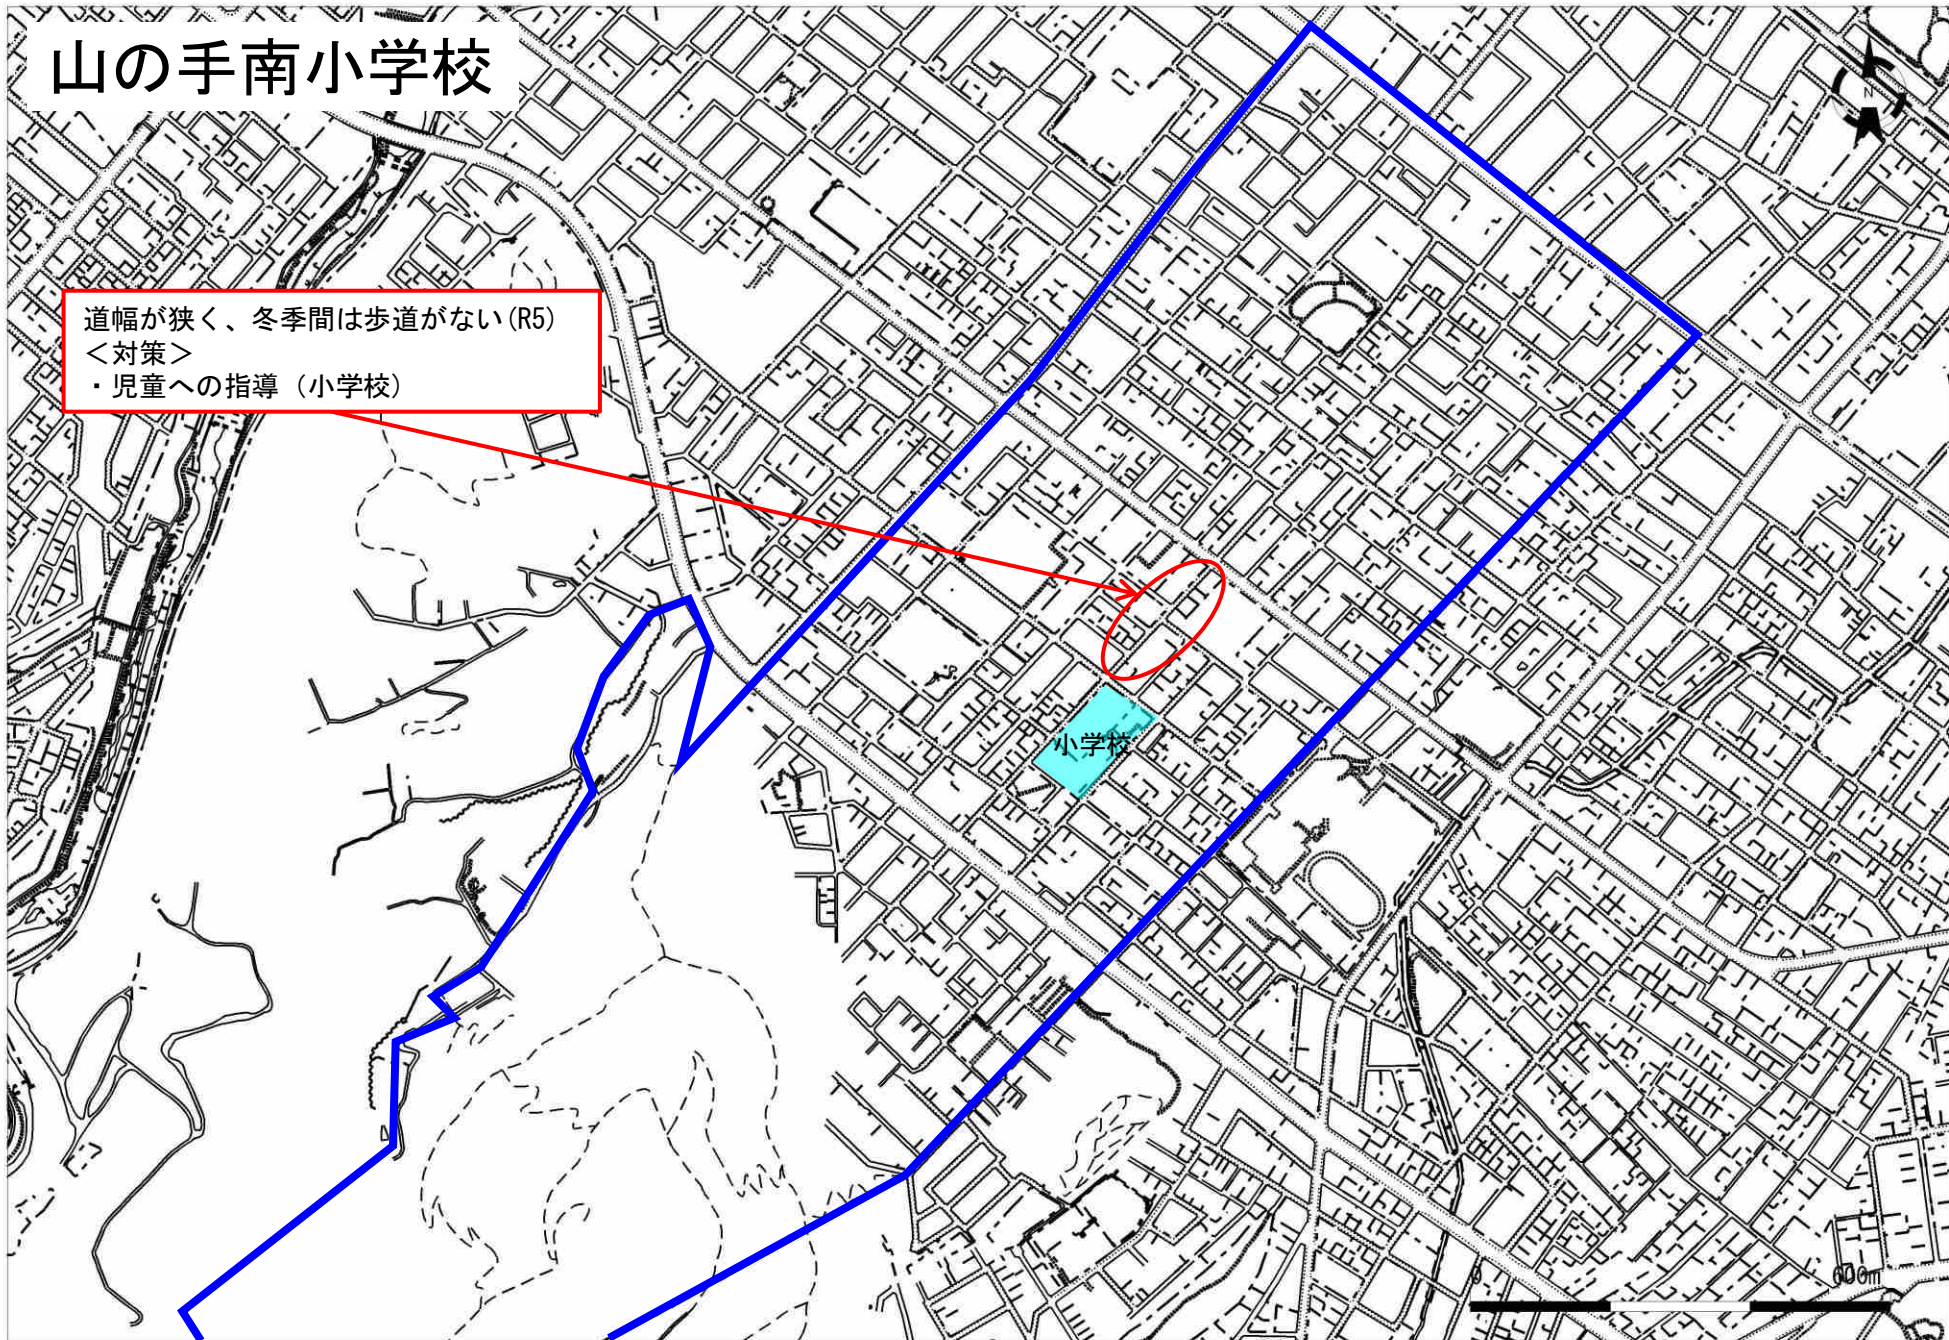 山の手南小学校
N
道幅が狭く、冬季間は歩道がない(R5)
＜対策＞
・児童への指導（小学校）
小学校
0
600m